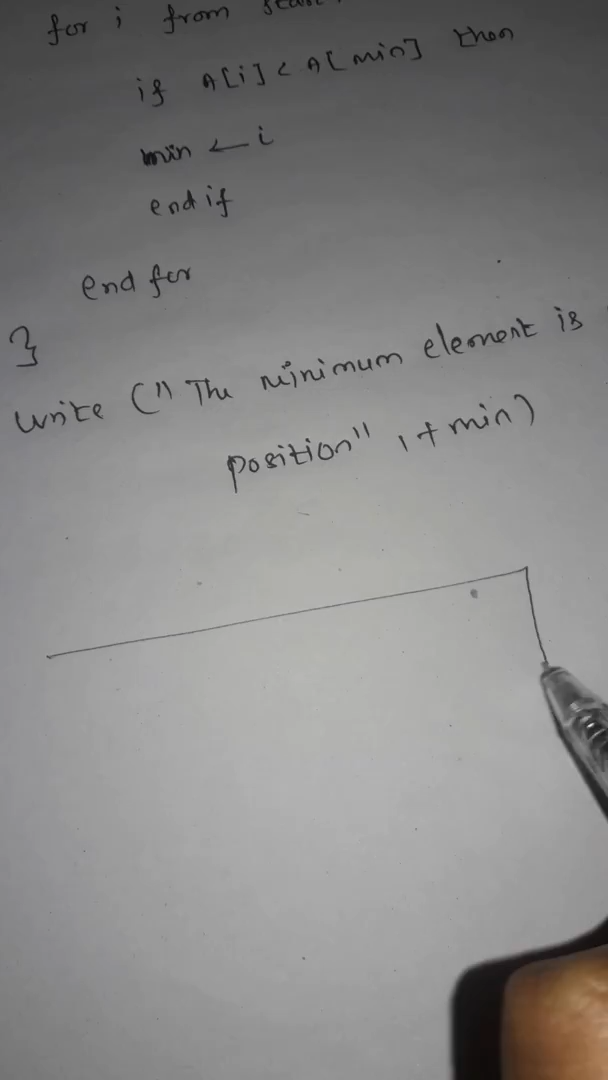 for i from
if A[i] < A[min] then
min ← i
end if
end for
}
write (" The minimum element is
position" , + min)